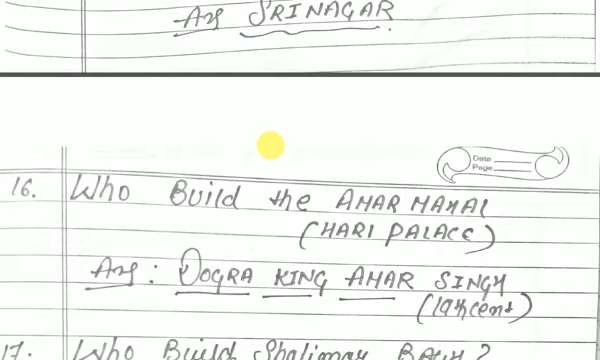 Ans SRINAGAR.
Date
Page
16. Who Build the AMAR MAHAL
(HARI PALACE)
Ans: DOGRA KING AMAR SINGH
(19th cent)
17. Who Build Shalimar BAGH?